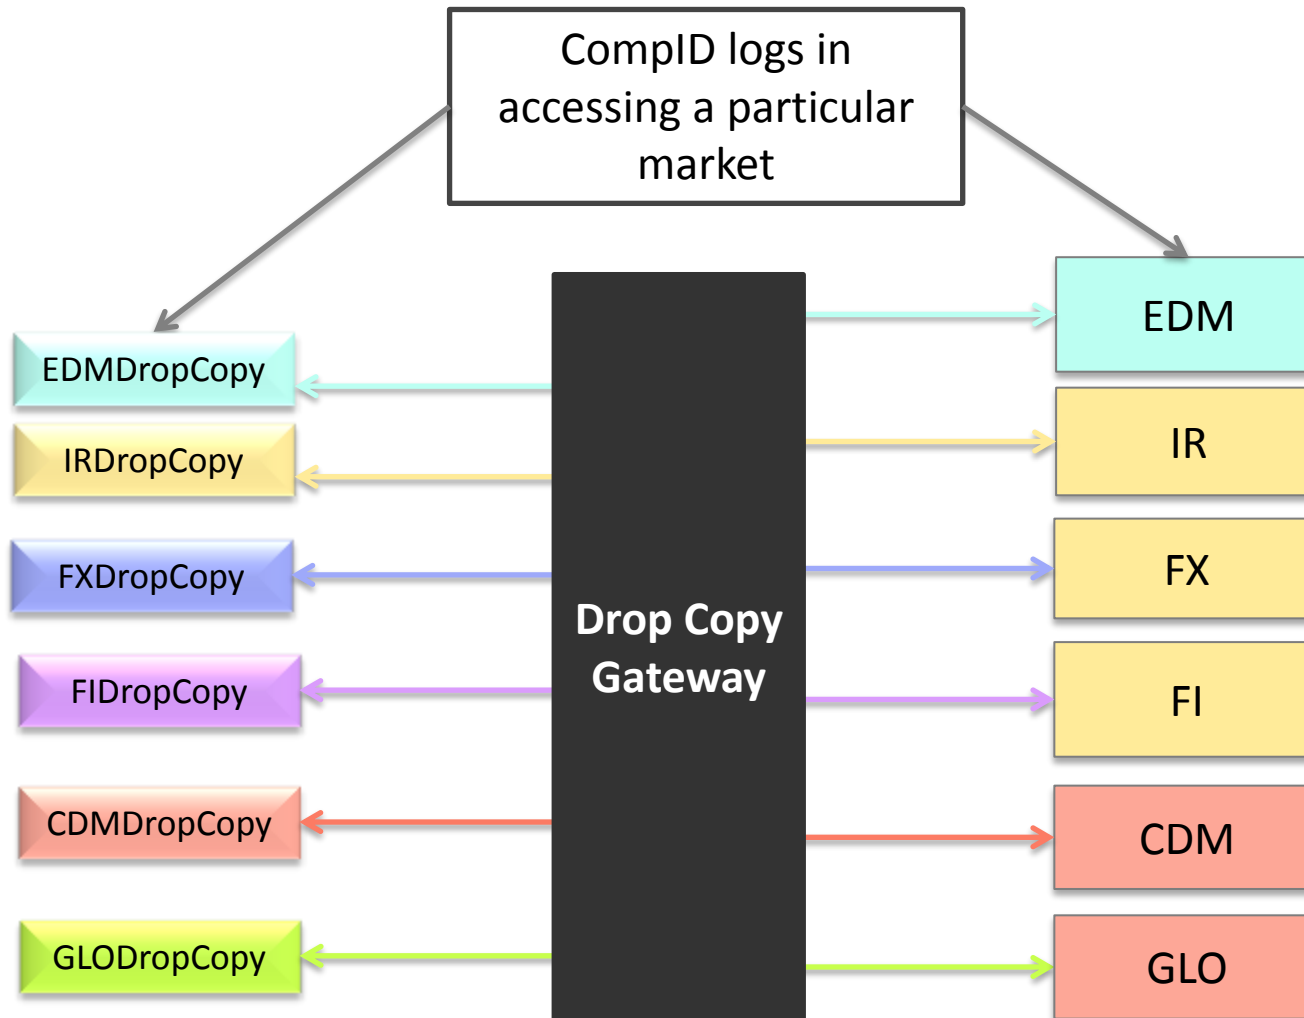 CompID logs in
accessing a particular
market
EDM
EDMDropCopy
IR
IRDropCopy
FX
FXDropCopy
Drop Copy
Gateway
FI
FIDropCopy
CDM
CDMDropCopy
GLO
GLODropCopy